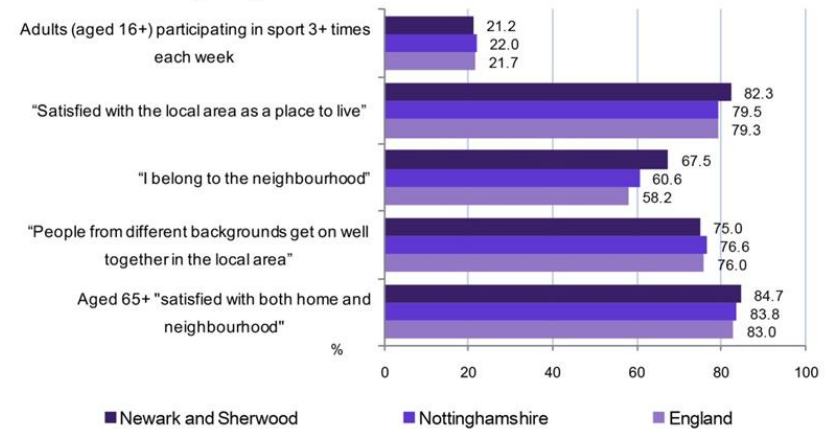 Adults (aged 16+) participating in sport 3+ times
each week
21.2
22.0
21.7
“Satisfied with the local area as a place to live”
82.3
79.5
79.3
“I belong to the neighbourhood”
67.5
60.6
58.2
“People from different backgrounds get on well
together in the local area”
75.0
76.6
76.0
Aged 65+ "satisfied with both home and
neighbourhood"
84.7
83.8
83.0
%
0 20 40 60 80 100
Newark and Sherwood Nottinghamshire England